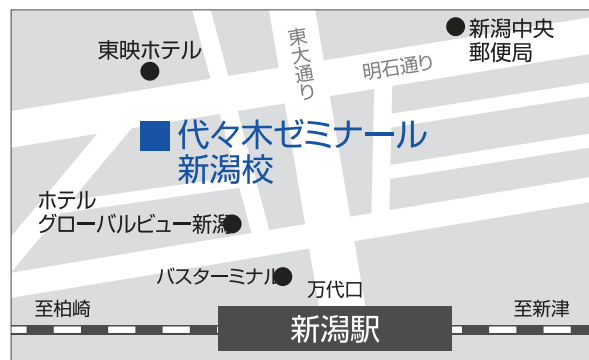 新潟中央
郵便局
東映ホテル
東大通り
明石通り
代々木ゼミナール
新潟校
ホテル
グローバルビュー新潟
バスターミナル
万代口
至柏崎
至新津
新潟駅